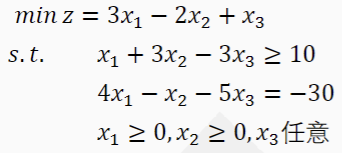 min z = 3x₁ − 2x₂ + x₃
s.t. x₁ + 3x₂ − 3x₃ ≥ 10
4x₁ − x₂ − 5x₃ = −30
x₁ ≥ 0, x₂ ≥ 0, x₃任意